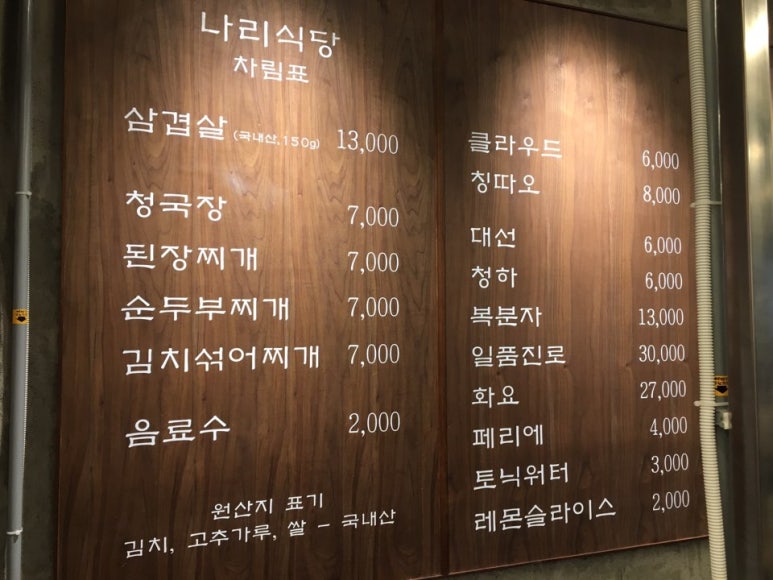 나리식당
차림표
삼겹살 (국내산,150g) 13,000
청국장 7,000
된장찌개 7,000
순두부찌개 7,000
김치섞어찌개 7,000
음료수 2,000
원산지 표기
김치, 고추가루, 쌀 - 국내산
클라우드 6,000
칭따오 8,000
대선 6,000
청하 6,000
복분자 13,000
일품진로 30,000
화요 27,000
페리에 4,000
토닉워터 3,000
레몬슬라이스 2,000